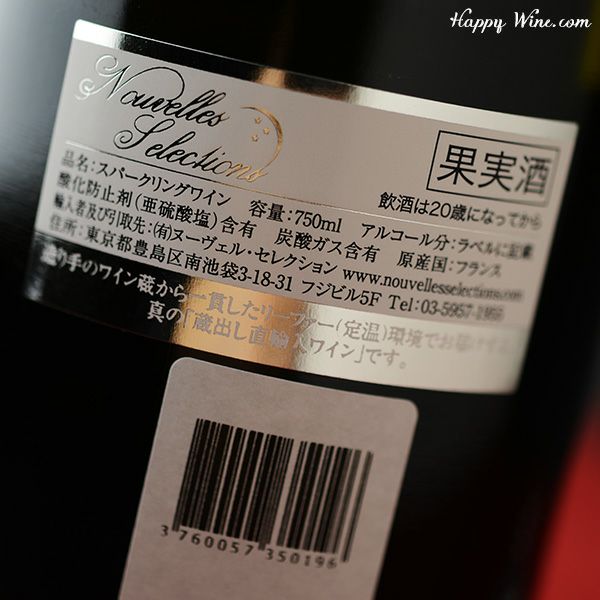 Happy Wine.com
Nouvelles
Selections
果実酒
飲酒は20歳になってから
品名:スパークリングワイン 容量:750ml アルコール分:ラベルに記載
酸化防止剤(亜硫酸塩)含有 炭酸ガス含有 原産国:フランス
輸入者及び引取先:(有)ヌーヴェル・セレクション www.nouvellesselections.com
住所:東京都豊島区南池袋3-18-31 フジビル5F Tel:03-5957-
造り手のワイン蔵から一貫したリーファー(定温)環境でお届けする
真の「蔵出し直輸入ワイン」です。
3 760057 350196